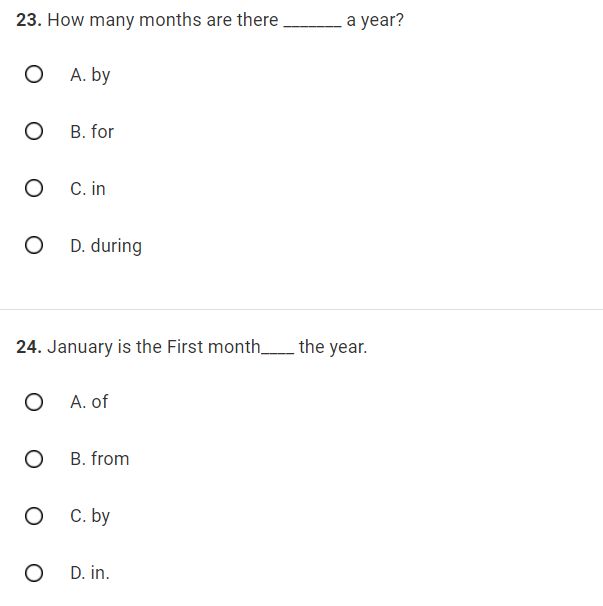 23. How many months are there _______ a year?
A. by
B. for
C. in
D. during
24. January is the First month____ the year.
A. of
B. from
C. by
D. in.